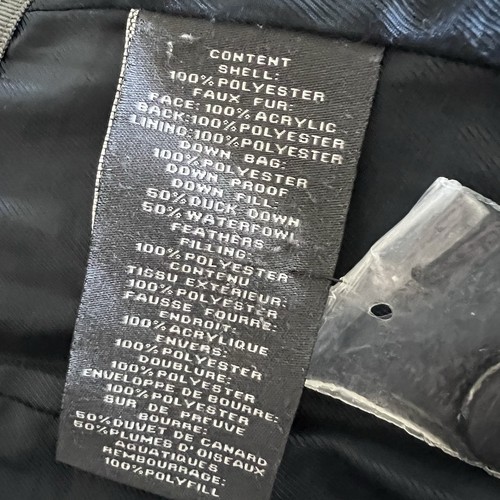 CONTENT
SHELL:
100% POLYESTER
FAUX FUR:
FACE: 100% ACRYLIC
BACK: 100% POLYESTER
LINING: 100% POLYESTER
DOWN BAG:
100% POLYESTER
DOWN PROOF
DOWN FILL:
50% DUCK DOWN
50% WATERFOWL
FEATHERS
FILLING:
100% POLYESTER
CONTENU
TISSU EXTÉRIEUR:
100% POLYESTER
FAUSSE FOURRE:
ENDROIT:
100% ACRYLIQUE
ENVERS:
100% POLYESTER
DOUBLURE:
100% POLYESTER
ENVELOPPE DE BOURRE:
100% POLYESTER
SUR DE PREUVE
BOURRE:
50% DUVET DE CANARD
50% PLUMES D'OISEAUX
AQUATIQUES
REMBOURRAGE:
100% POLYFILL